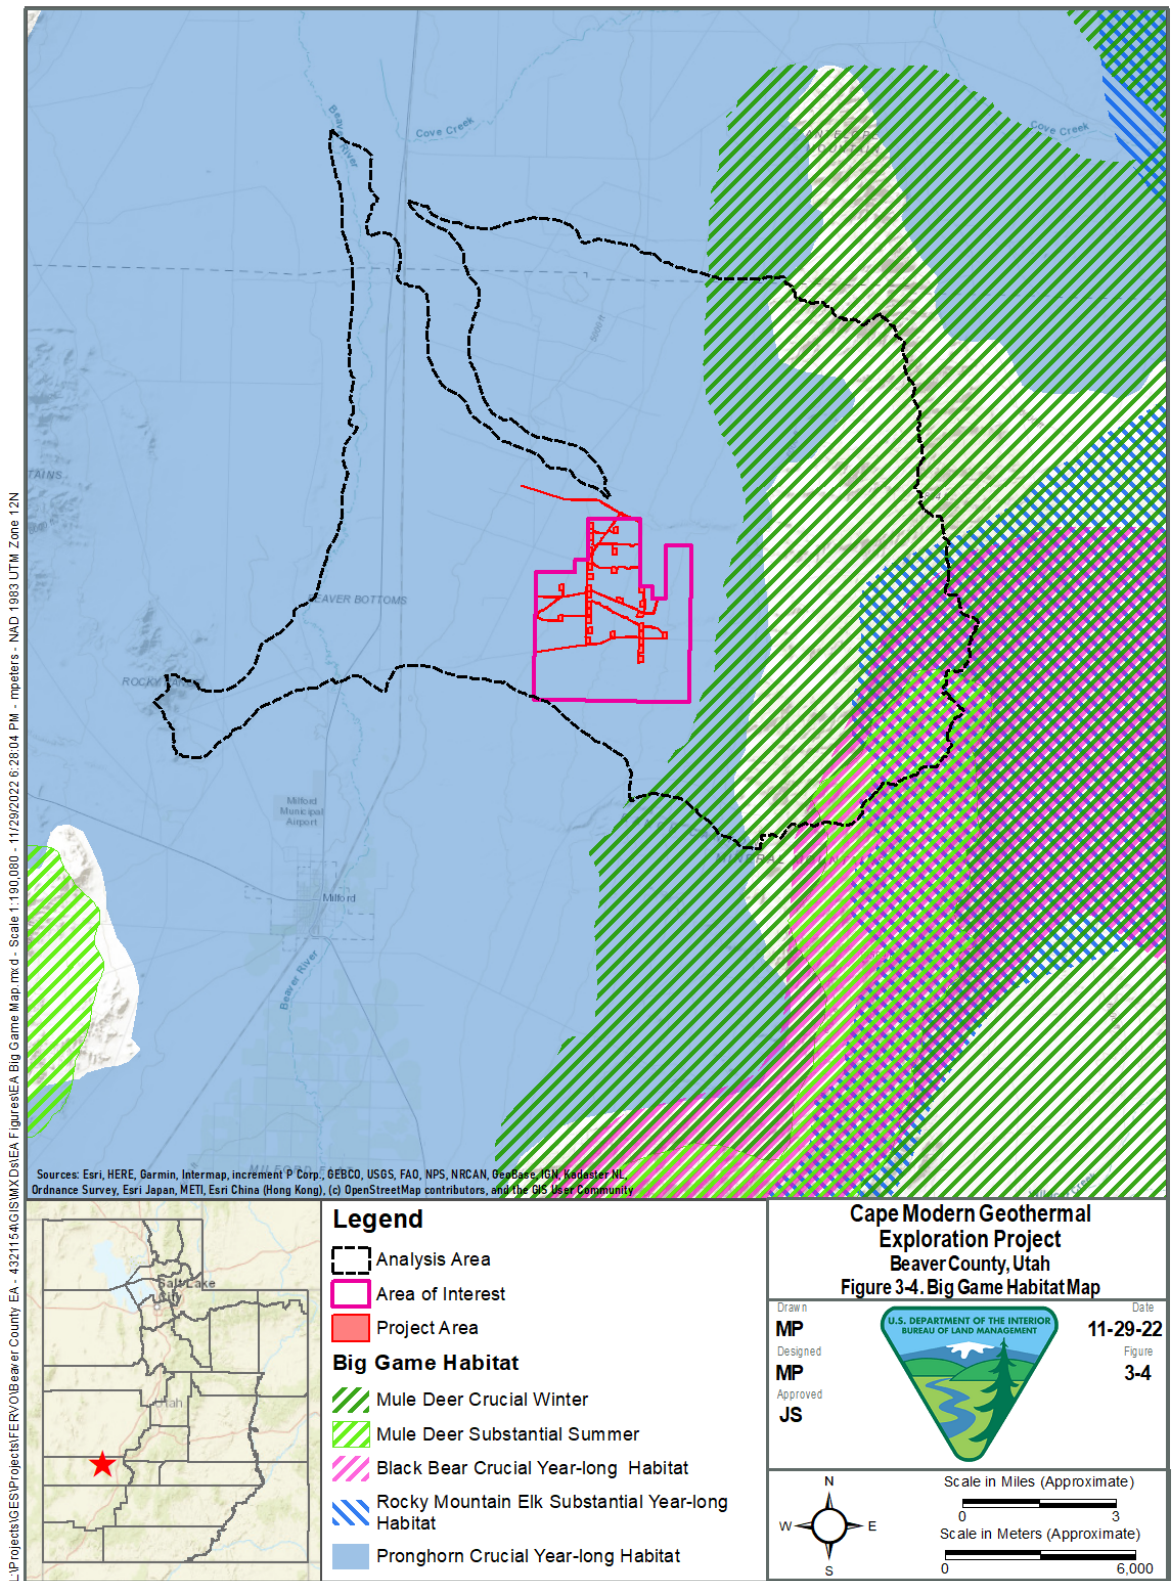 L:\Projects\GES\Projects\FERVO\Beaver County EA - 4321154\GIS\MXDs\EA Figures\EA Big Game Map.mxd - Scale 1:190,080 - 11/29/2022 6:28:04 PM - mpeters - NAD 1983 UTM Zone 12N
Beaver River
Cove Creek
Cove Creek
ANTELOPE
MOUNTAIN
5000 ft
TAINS
BEAVER BOTTOMS
ROCKY
Milford
Municipal
Airport
MINERAL
Milford
Beaver River
Sources: Esri, HERE, Garmin, Intermap, increment P Corp., GEBCO, USGS, FAO, NPS, NRCAN, GeoBase, IGN, Kadaster NL,
Ordnance Survey, Esri Japan, METI, Esri China (Hong Kong), (c) OpenStreetMap contributors, and the GIS User Community
Salt Lake
City
Utah
Legend
Analysis Area
Area of Interest
Project Area
Big Game Habitat
Mule Deer Crucial Winter
Mule Deer Substantial Summer
Black Bear Crucial Year-long Habitat
Rocky Mountain Elk Substantial Year-long
Habitat
Pronghorn Crucial Year-long Habitat
Cape Modern Geothermal
Exploration Project
Beaver County, Utah
Figure 3-4. Big Game Habitat Map
Drawn
MP
Designed
MP
Approved
JS
U.S. DEPARTMENT OF THE INTERIOR
BUREAU OF LAND MANAGEMENT
Date
11-29-22
Figure
3-4
N
W E
S
Scale in Miles (Approximate)
0 3
Scale in Meters (Approximate)
0 6,000